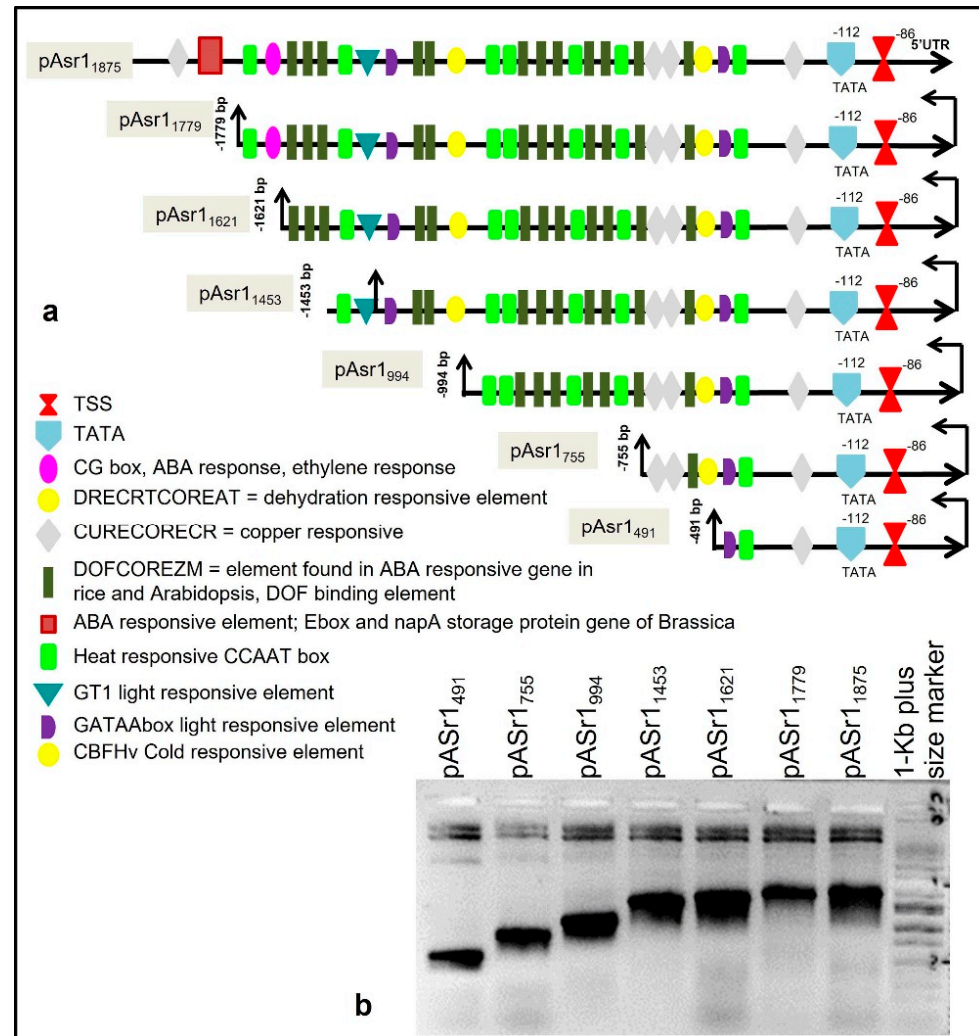 -112
-86
5'UTR
pAsr1₁₈₇₅
TATA
-1779 bp
-112
-86
pAsr1₁₇₇₉
TATA
-1621 bp
-112
-86
pAsr1₁₆₂₁
TATA
-1453 bp
-112
-86
pAsr1₁₄₅₃
a
TATA
-994 bp
-112
-86
pAsr1₉₉₄
TATA
-755 bp
-112
-86
pAsr1₇₅₅
TATA
-491 bp
-112
-86
pAsr1₄₉₁
TATA
TSS
TATA
CG box, ABA response, ethylene response
DRECRTCOREAT = dehydration responsive element
CURECORECR = copper responsive
DOFCOREZM = element found in ABA responsive gene in
rice and Arabidopsis, DOF binding element
ABA responsive element; Ebox and napA storage protein gene of Brassica
Heat responsive CCAAT box
GT1 light responsive element
GATAAbox light responsive element
CBFHv Cold responsive element
pASr1₄₉₁
pASr1₇₅₅
pASr1₉₉₄
pASr1₁₄₅₃
pASr1₁₆₂₁
pASr1₁₇₇₉
pASr1₁₈₇₅
1-Kb plus
size marker
b